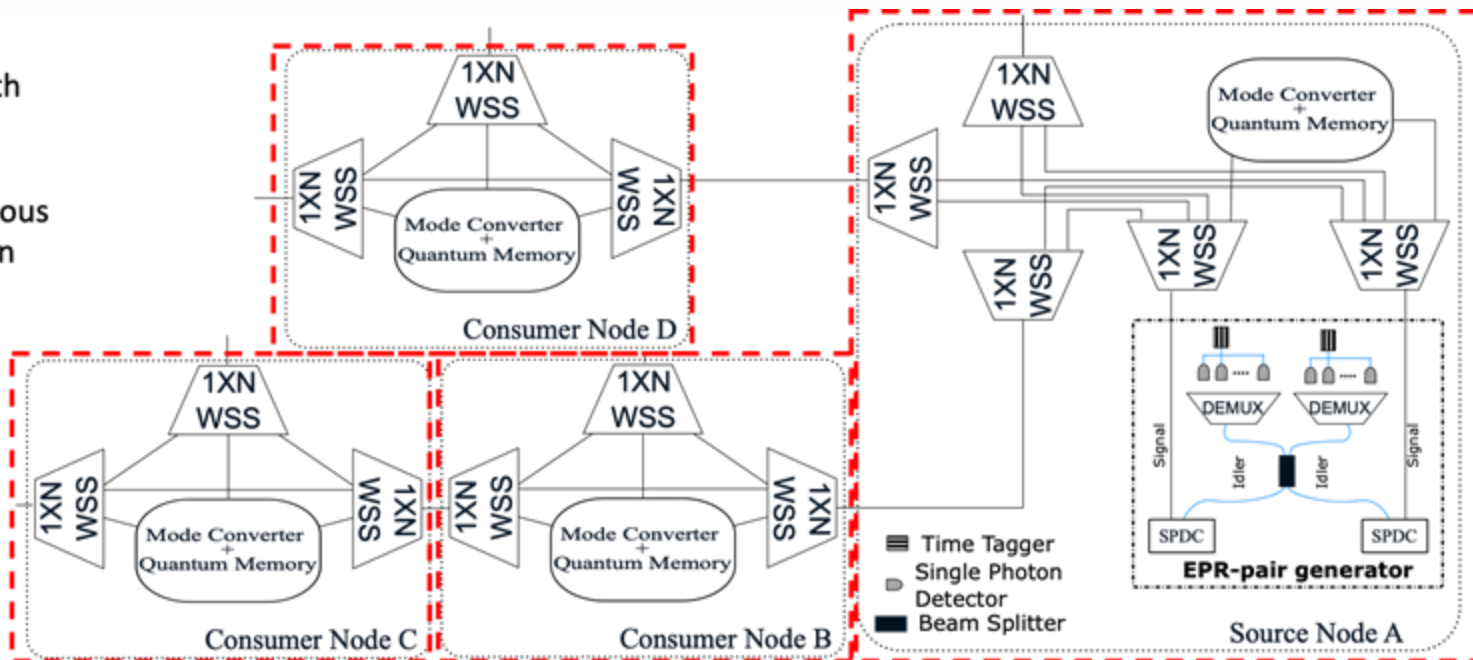 th
ous
n
1XN
WSS
1XN
WSS
WSS
1XN
Mode Converter
+
Quantum Memory
Consumer Node D
1XN
WSS
1XN
WSS
WSS
1XN
Mode Converter
+
Quantum Memory
Consumer Node C
1XN
WSS
1XN
WSS
WSS
1XN
Mode Converter
+
Quantum Memory
Consumer Node B
1XN
WSS
Mode Converter
+
Quantum Memory
1XN
WSS
1XN
WSS
1XN
WSS
1XN
WSS
DEMUX
DEMUX
Signal
Idler
Idler
Signal
SPDC
SPDC
EPR-pair generator
Time Tagger
Single Photon
Detector
Beam Splitter
Source Node A